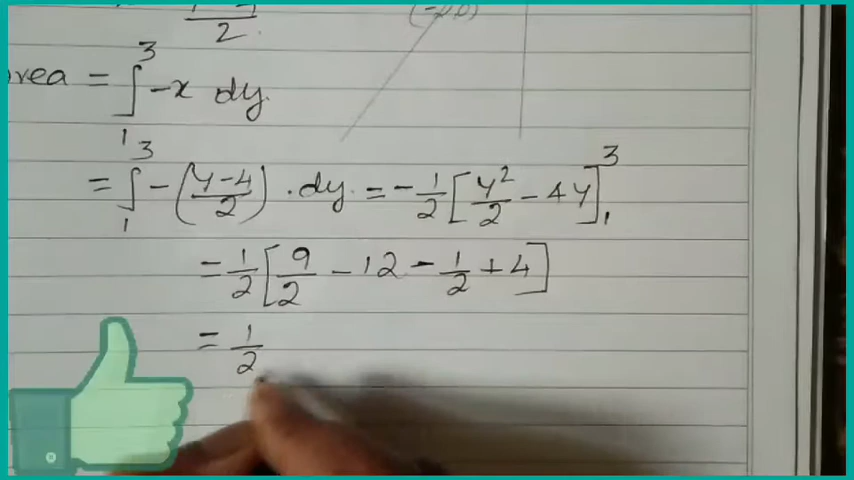 2
area = ∫₁³ -x dy.
= ∫₁³ -((y-4)/2) . dy. = -1/2 [y²/2 - 4y]₁³
= 1/2 [9/2 - 12 - 1/2 + 4]
= 1/2